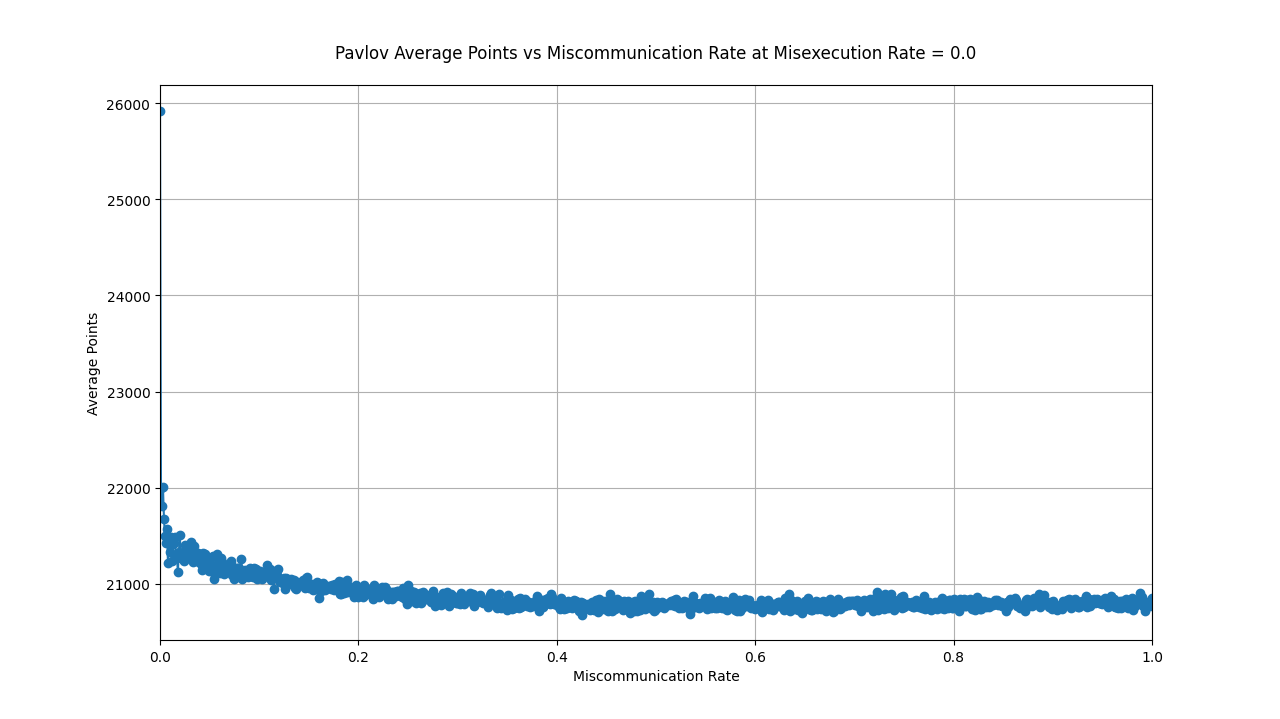 Pavlov Average Points vs Miscommunication Rate at Misexecution Rate = 0.0
26000
25000
24000
23000
22000
21000
Average Points
0.0 0.2 0.4 0.6 0.8 1.0
Miscommunication Rate